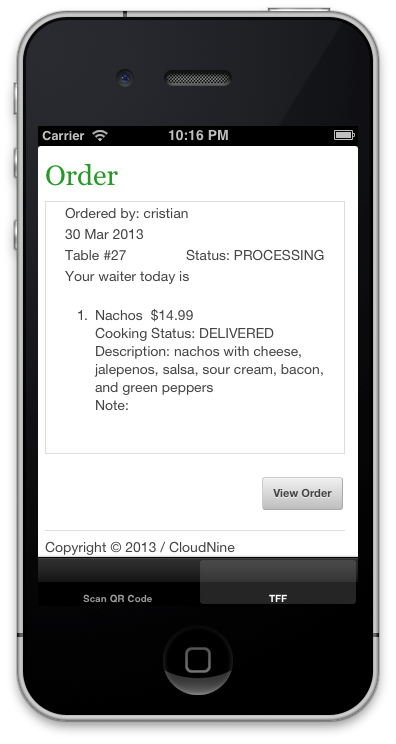 Carrier 10:16 PM
Order
Ordered by: cristian
30 Mar 2013
Table #27 Status: PROCESSING
Your waiter today is
1. Nachos $14.99
Cooking Status: DELIVERED
Description: nachos with cheese,
jalepenos, salsa, sour cream, bacon,
and green peppers
Note:
View Order
Copyright © 2013 / CloudNine
Scan QR Code TFF